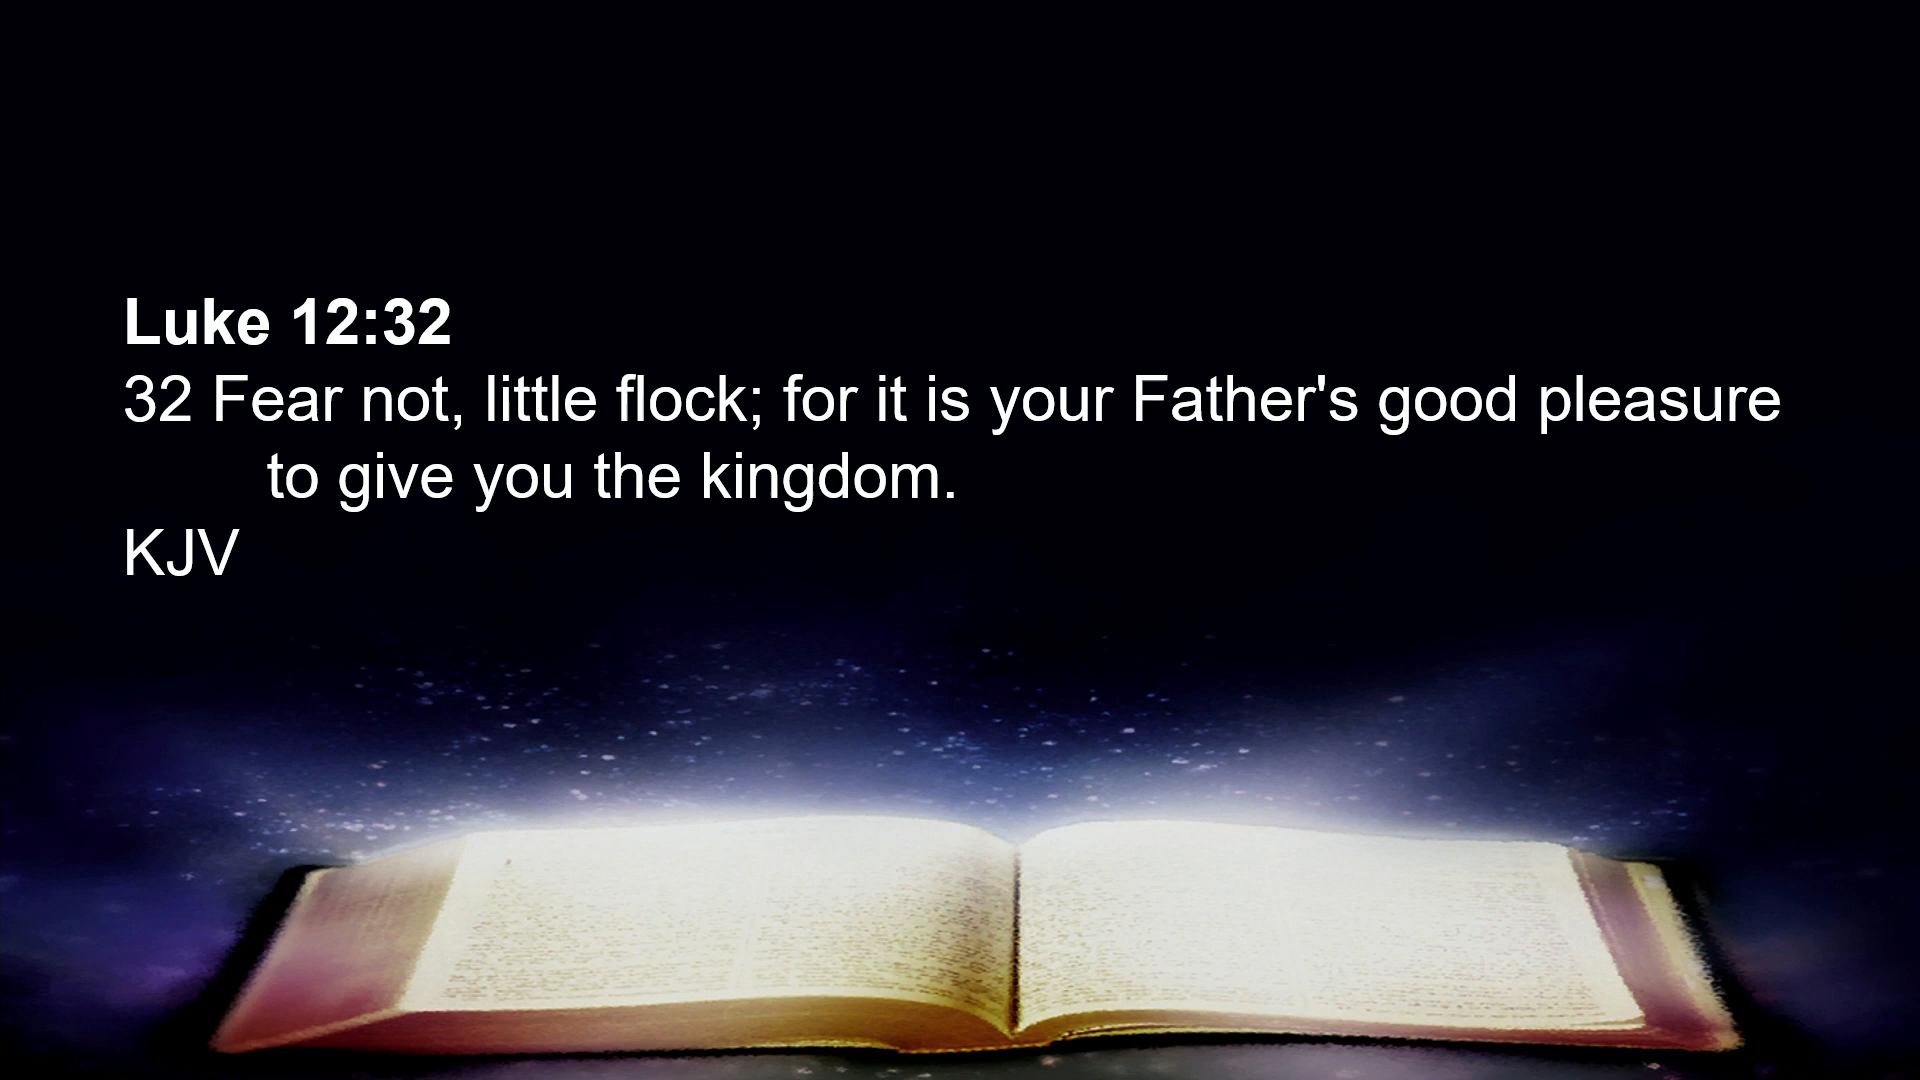 Luke 12:32
32 Fear not, little flock; for it is your Father's good pleasure
to give you the kingdom.
KJV